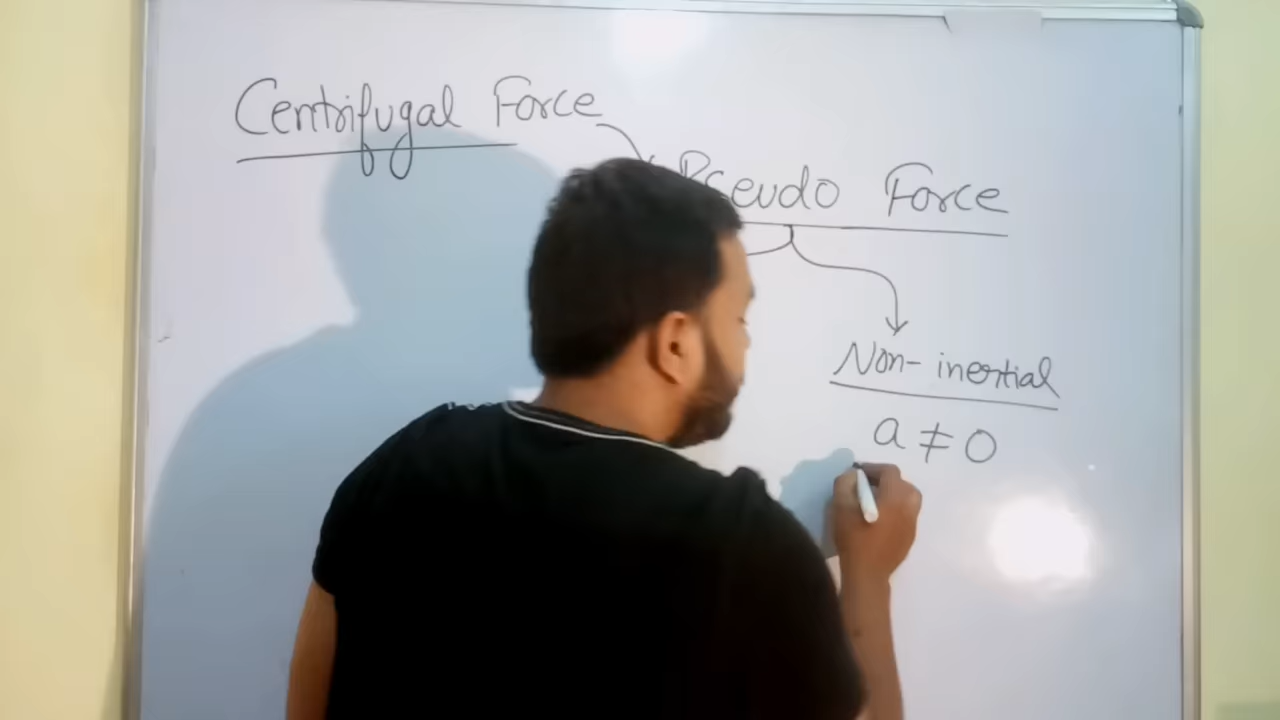 Centrifugal Force
Pseudo Force
Non-inertial
a ≠ 0